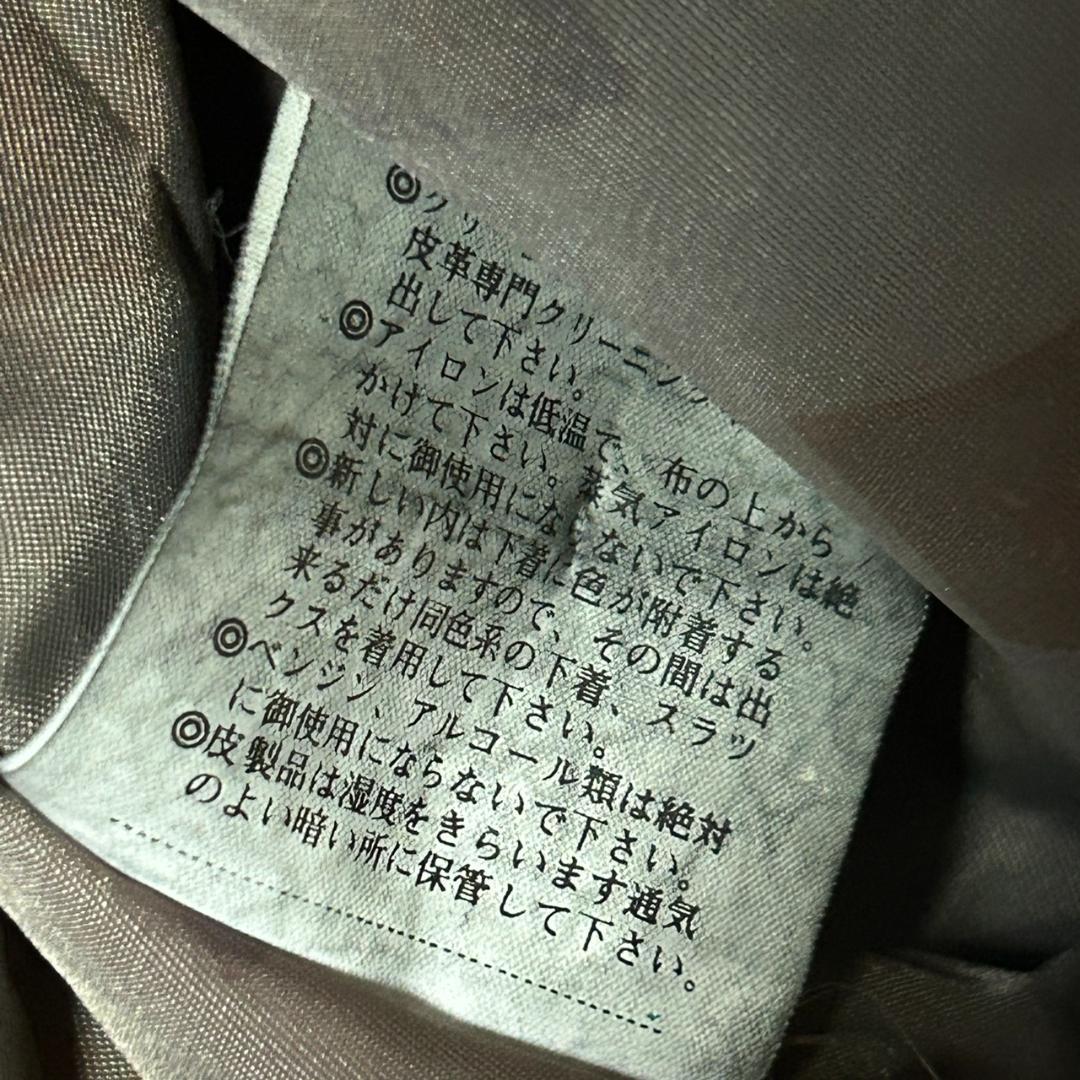 ◎クリ
皮革専門クリーニン
出して下さい。
◎アイロンは低温で、布の上から
かけて下さい。蒸気アイロンは絶
対に御使用にならないで下さい。
◎新しい内は下着に色が附着する
事がありますので、その間は出
来るだけ同色系の下着、スラッ
クスを着用して下さい。
◎ベンジン、アルコール類は絶対
に御使用にならないで下さい。
◎皮製品は湿度をきらいます通気
のよい暗い所に保管して下さい。